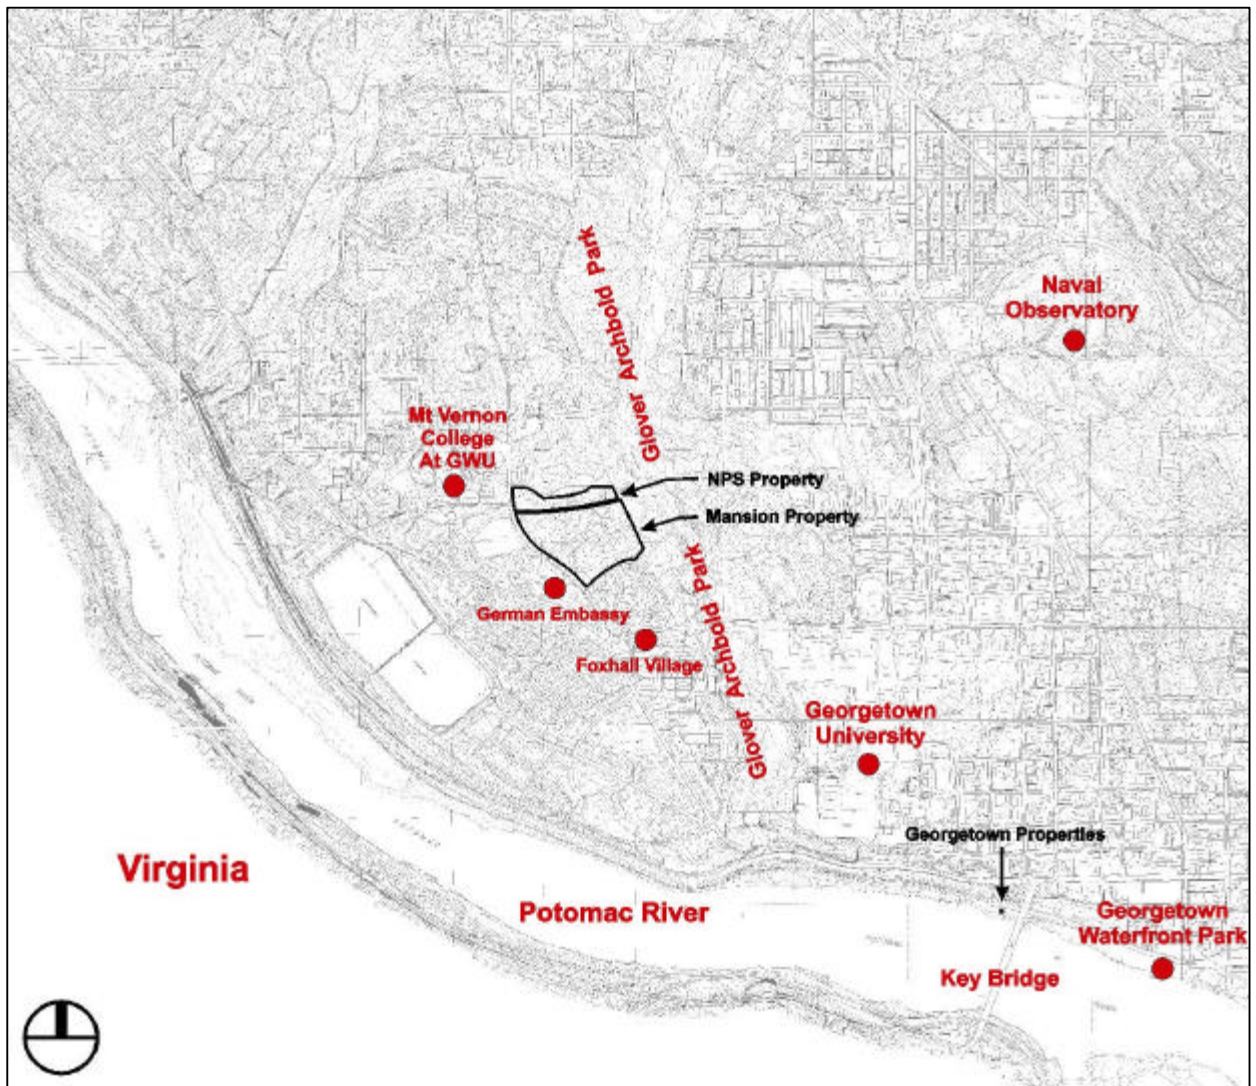 Glover Archbold Park
Naval
Observatory
Mt Vernon
College
At GWU
NPS Property
Mansion Property
Glover Archbold Park
German Embassy
Foxhall Village
Georgetown
University
Georgetown Properties
Virginia
Potomac River
Georgetown
Waterfront Park
Key Bridge